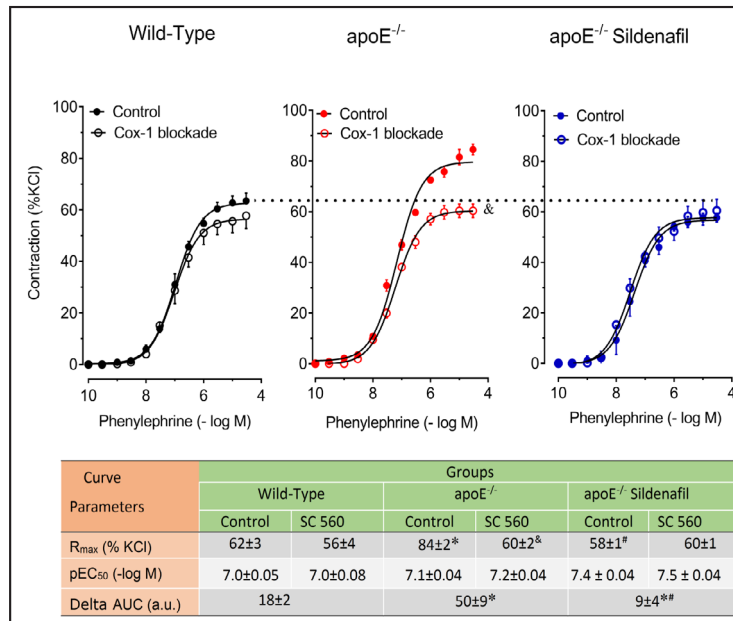 Wild-Type
apoE-/-
apoE-/- Sildenafil
100
80
60
40
20
0
Contraction (%KCl)
Control
Cox-1 blockade
10 8 6 4
Phenylephrine (- log M)
100
80
60
40
20
0
Control
Cox-1 blockade
&
10 8 6 4
Phenylephrine (- log M)
100
80
60
40
20
0
Control
Cox-1 blockade
10 8 6 4
Phenylephrine (- log M)
Curve Parameters Groups
Wild-Type apoE-/- apoE-/- Sildenafil
Control SC 560 Control SC 560 Control SC 560
Rmax (% KCl) 62±3 56±4 84±2* 60±2& 58±1# 60±1
pEC50 (-log M) 7.0±0.05 7.0±0.08 7.1±0.04 7.2±0.04 7.4 ± 0.04 7.5 ± 0.04
Delta AUC (a.u.) 18±2 50±9* 9±4*#